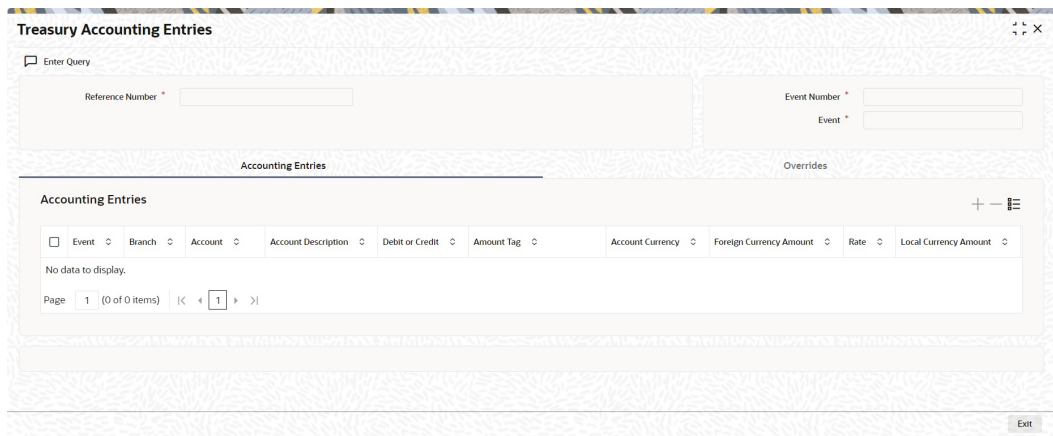 Treasury Accounting Entries
Enter Query
Reference Number *
Event Number *
Event *
Accounting Entries Overrides
Accounting Entries
Event Branch Account Account Description Debit or Credit Amount Tag Account Currency Foreign Currency Amount Rate Local Currency Amount
No data to display.
Page 1 (0 of 0 items) 1
Exit